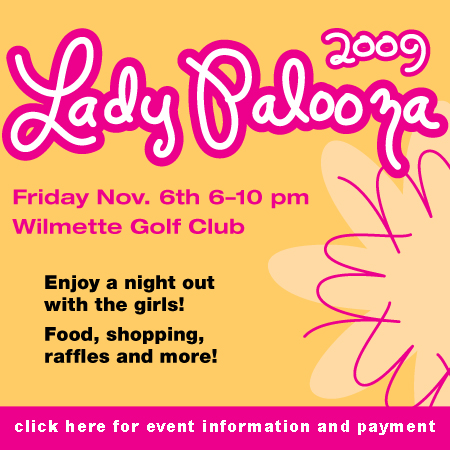 2009
Lady Palooza
Friday Nov. 6th 6–10 pm
Wilmette Golf Club
Enjoy a night out
with the girls!
Food, shopping,
raffles and more!
click here for event information and payment